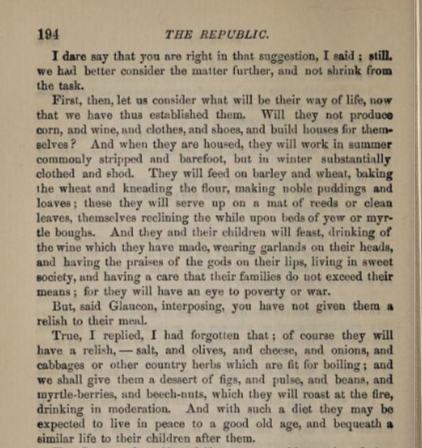 194 THE REPUBLIC.
I dare say that you are right in that suggestion, I said; still,
we had better consider the matter further, and not shrink from
the task.
First, then, let us consider what will be their way of life, now
that we have thus established them. Will they not produce
corn, and wine, and clothes, and shoes, and build houses for them-
selves? And when they are housed, they will work in summer
commonly stripped and barefoot, but in winter substantially
clothed and shod. They will feed on barley and wheat, baking
the wheat and kneading the flour, making noble puddings and
loaves; these they will serve up on a mat of reeds or clean
leaves, themselves reclining the while upon beds of yew or myr-
tle boughs. And they and their children will feast, drinking of
the wine which they have made, wearing garlands on their heads,
and having the praises of the gods on their lips, living in sweet
society, and having a care that their families do not exceed their
means; for they will have an eye to poverty or war.
But, said Glaucon, interposing, you have not given them a
relish to their meal.
True, I replied, I had forgotten that; of course they will
have a relish, — salt, and olives, and cheese, and onions, and
cabbages or other country herbs which are fit for boiling; and
we shall give them a dessert of figs, and pulse, and beans, and
myrtle-berries, and beech-nuts, which they will roast at the fire,
drinking in moderation. And with such a diet they may be
expected to live in peace to a good old age, and bequeath a
similar life to their children after them.